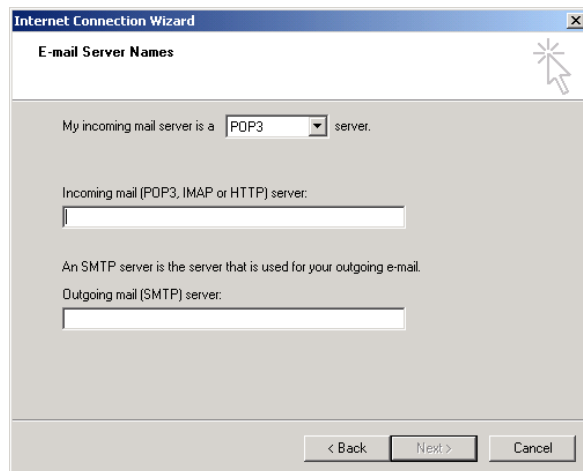 Internet Connection Wizard
E-mail Server Names
My incoming mail server is a POP3 server.
Incoming mail (POP3, IMAP or HTTP) server:
An SMTP server is the server that is used for your outgoing e-mail.
Outgoing mail (SMTP) server:
< Back Next > Cancel